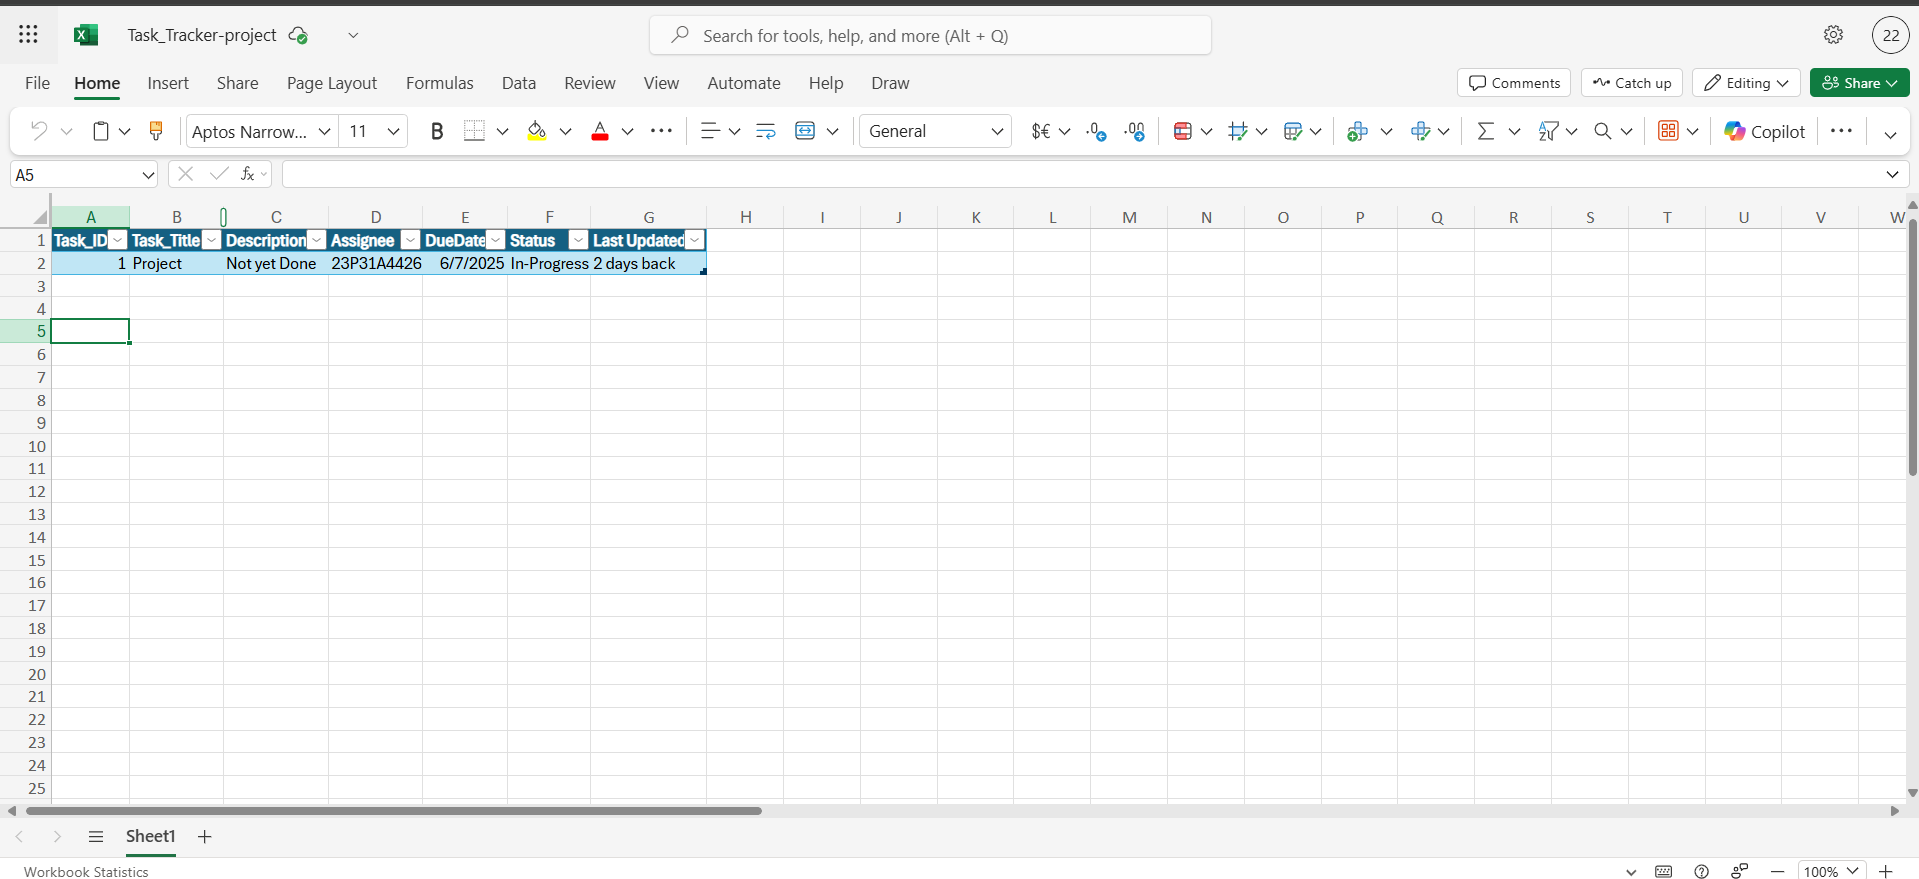 Task_Tracker-project
Search for tools, help, and more (Alt + Q)
22
File Home Insert Share Page Layout Formulas Data Review View Automate Help Draw
Comments Catch up Editing Share
Aptos Narrow... 11 B A General $€ .0 .00 Copilot
A5 fx
A B C D E F G H I J K L M N O P Q R S T U V W
1 Task_ID Task_Title Description Assignee DueDate Status Last Updated
2 1 Project Not yet Done 23P31A4426 6/7/2025 In-Progress 2 days back
3
4
5
6
7
8
9
10
11
12
13
14
15
16
17
18
19
20
21
22
23
24
25
Sheet1
Workbook Statistics 100%